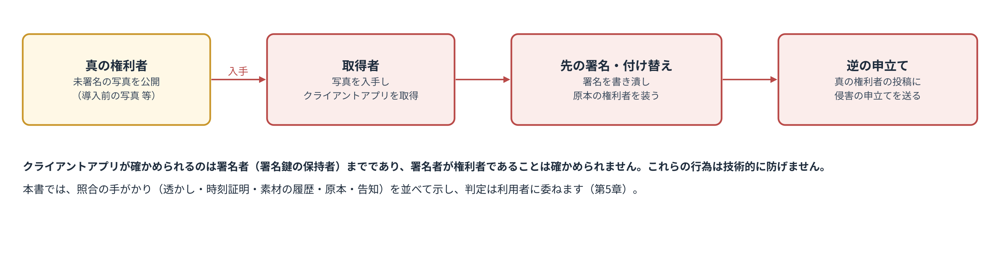 真の権利者
未署名の写真を公開
（導入前の写真 等）
入手
取得者
写真を入手し
クライアントアプリを取得
先の署名・付け替え
署名を書き潰し
原本の権利者を装う
逆の申立て
真の権利者の投稿に
侵害の申立てを送る
クライアントアプリが確かめられるのは署名者（署名鍵の保持者）までであり、署名者が権利者であることは確かめられません。これらの行為は技術的に防げません。
本書では、照合の手がかり（透かし・時刻証明・素材の履歴・原本・告知）を並べて示し、判定は利用者に委ねます（第5章）。